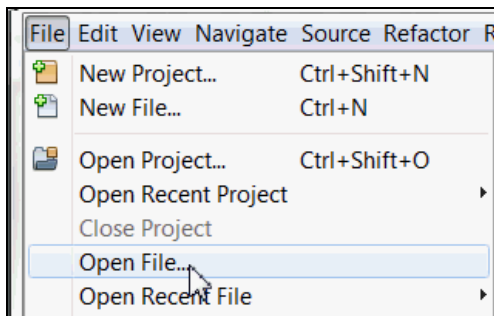 File Edit View Navigate Source Refactor
New Project... Ctrl+Shift+N
New File... Ctrl+N
Open Project... Ctrl+Shift+O
Open Recent Project
Close Project
Open File...
Open Recent File